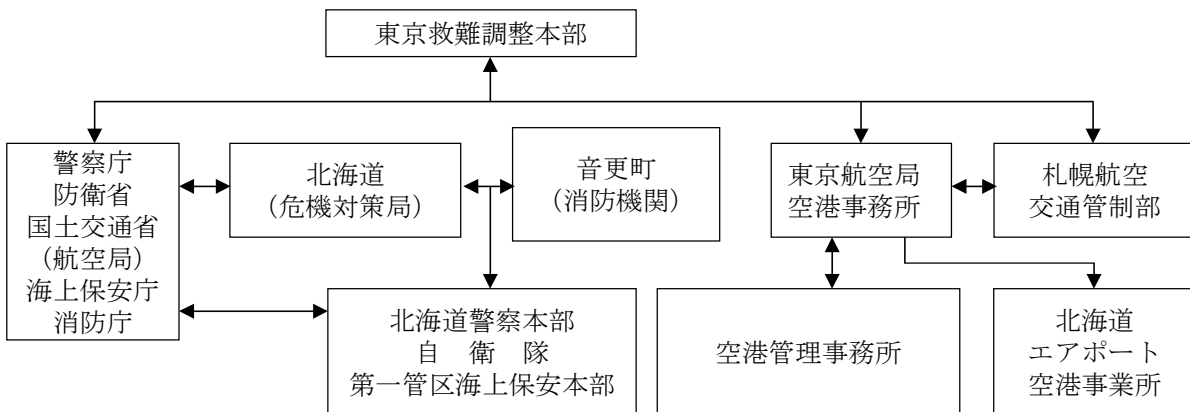 東京救難調整本部
警察庁
防衛省
国土交通省
(航空局)
海上保安庁
消防庁
北海道
(危機対策局)
音更町
(消防機関)
東京航空局
空港事務所
札幌航空
交通管制部
北海道警察本部
自　衛　隊
第一管区海上保安本部
空港管理事務所
北海道
エアポート
空港事業所